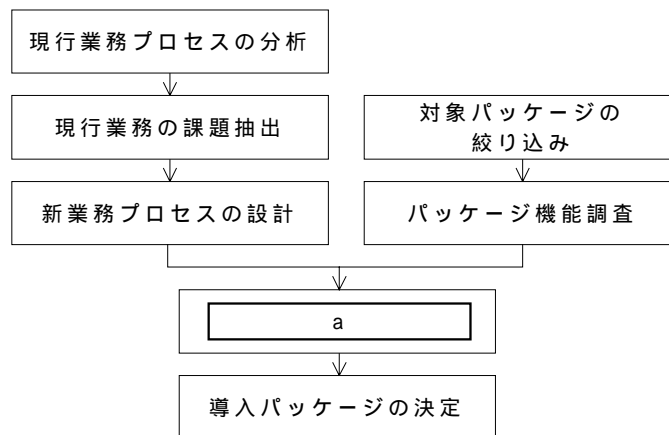 現行業務プロセスの分析
現行業務の課題抽出
対象パッケージの
絞り込み
新業務プロセスの設計
パッケージ機能調査
a
導入パッケージの決定